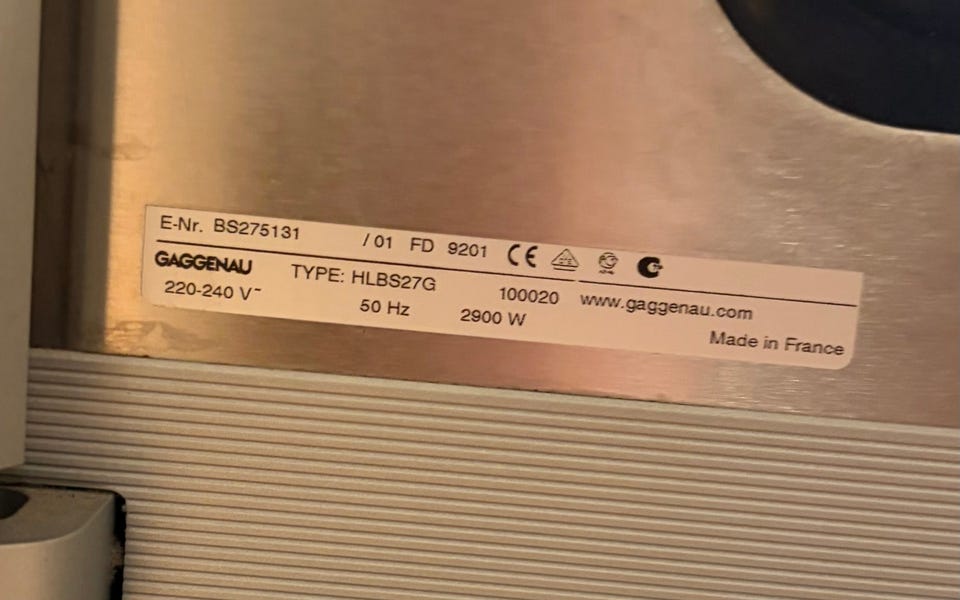 E-Nr. BS275131 / 01 FD 9201 CE
GAGGENAU TYPE: HLBS27G 100020 www.gaggenau.com
220-240 V~ 50 Hz 2900 W Made in France